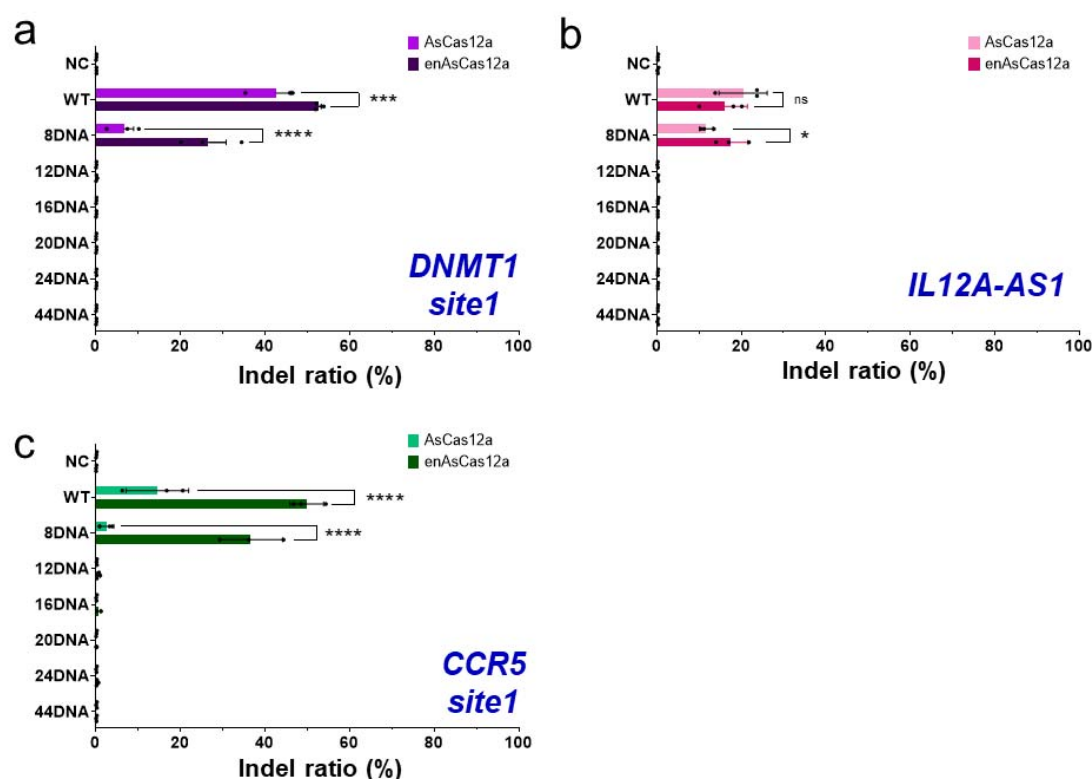 a
AsCas12a
enAsCas12a
NC
WT
***
8DNA
****
12DNA
16DNA
20DNA
24DNA
44DNA
DNMT1
site1
0 20 40 60 80 100
Indel ratio (%)
b
AsCas12a
enAsCas12a
NC
WT
ns
8DNA
*
12DNA
16DNA
20DNA
24DNA
44DNA
IL12A-AS1
0 20 40 60 80 100
Indel ratio (%)
c
AsCas12a
enAsCas12a
NC
WT
****
8DNA
****
12DNA
16DNA
20DNA
24DNA
44DNA
CCR5
site1
0 20 40 60 80 100
Indel ratio (%)